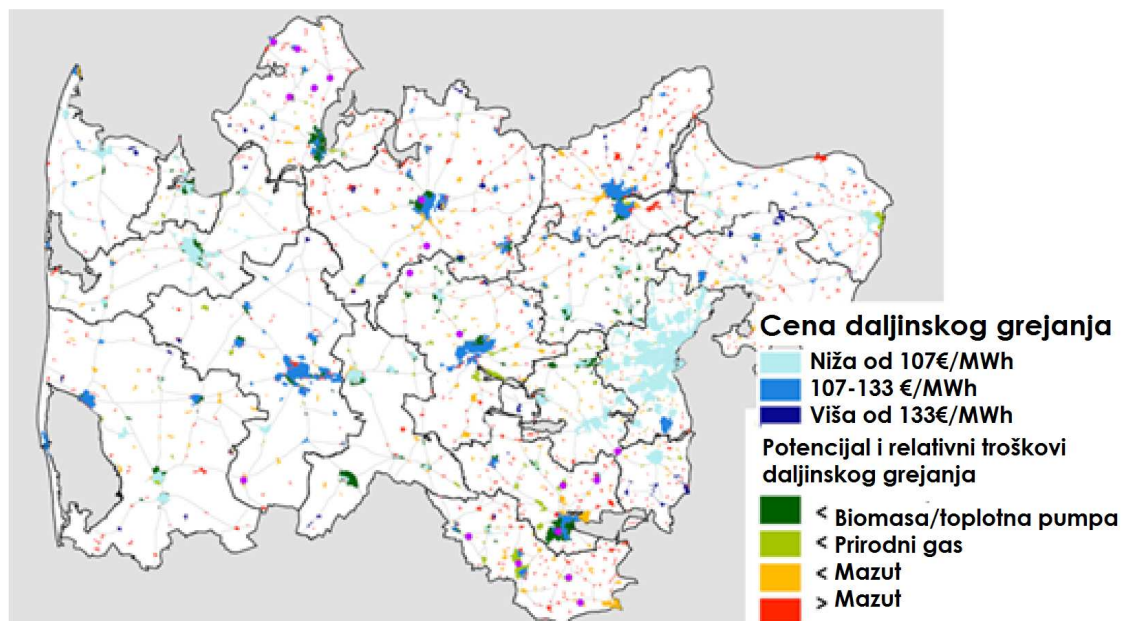 Cena daljinskog grejanja
Niža od 107€/MWh
107-133 €/MWh
Viša od 133€/MWh
Potencijal i relativni troškovi
daljinskog grejanja
< Biomasa/toplotna pumpa
< Prirodni gas
< Mazut
> Mazut